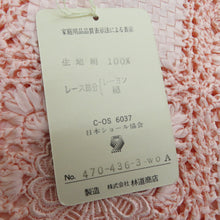 家庭用品品質表示法による表示
生地 絹 100%
レース部分 レーヨン
綿
C-OS 6037
日本ショール協会
No. 470-436-3-wo A
製造 株式会社 林道商店